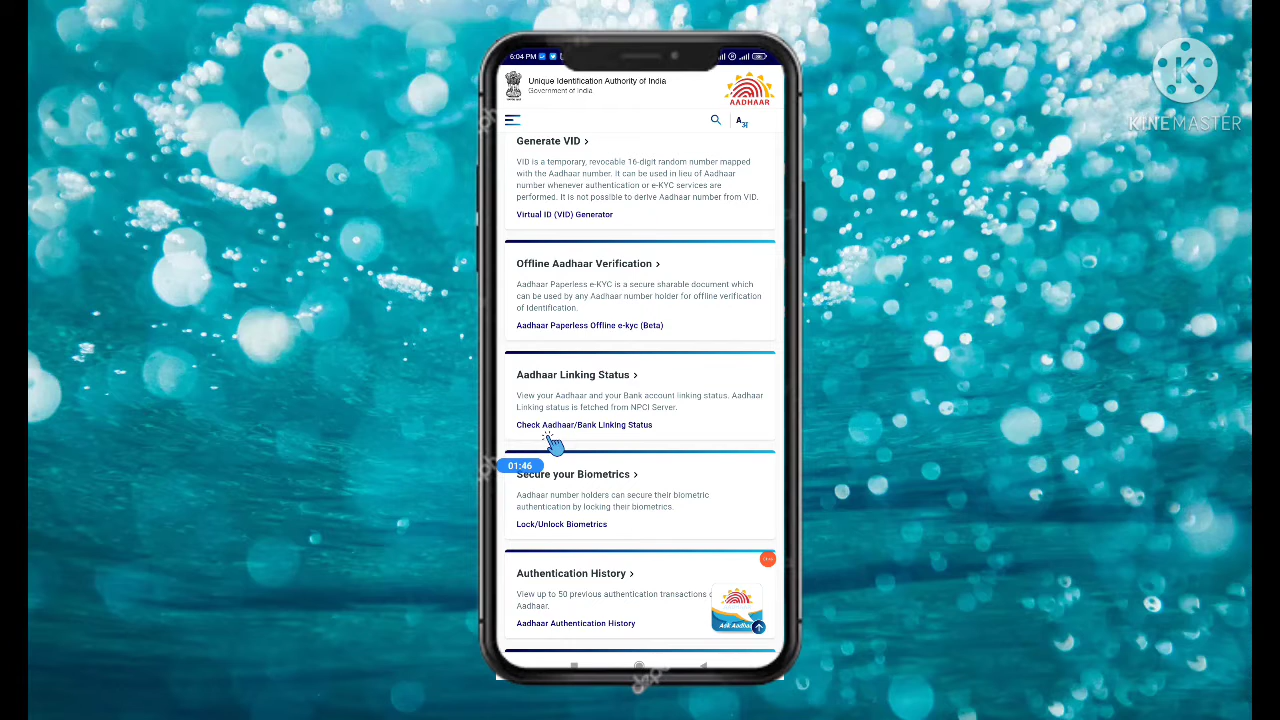 6:04 PM
Unique Identification Authority of India
Government of India
AADHAAR
A अ
KINEMASTER
Generate VID >
VID is a temporary, revocable 16-digit random number mapped
with the Aadhaar number. It can be used in lieu of Aadhaar
number whenever authentication or e-KYC services are
performed. It is not possible to derive Aadhaar number from VID.
Virtual ID (VID) Generator
Offline Aadhaar Verification >
Aadhaar Paperless e-KYC is a secure sharable document which
can be used by any Aadhaar number holder for offline verification
of Identification.
Aadhaar Paperless Offline e-kyc (Beta)
Aadhaar Linking Status >
View your Aadhaar and your Bank account linking status. Aadhaar
Linking status is fetched from NPCI Server.
Check Aadhaar/Bank Linking Status
01:46
Secure your Biometrics >
Aadhaar number holders can secure their biometric
authentication by locking their biometrics.
Lock/Unlock Biometrics
Authentication History >
View up to 50 previous authentication transactions
Aadhaar.
Aadhaar Authentication History
Ask Aadhaar